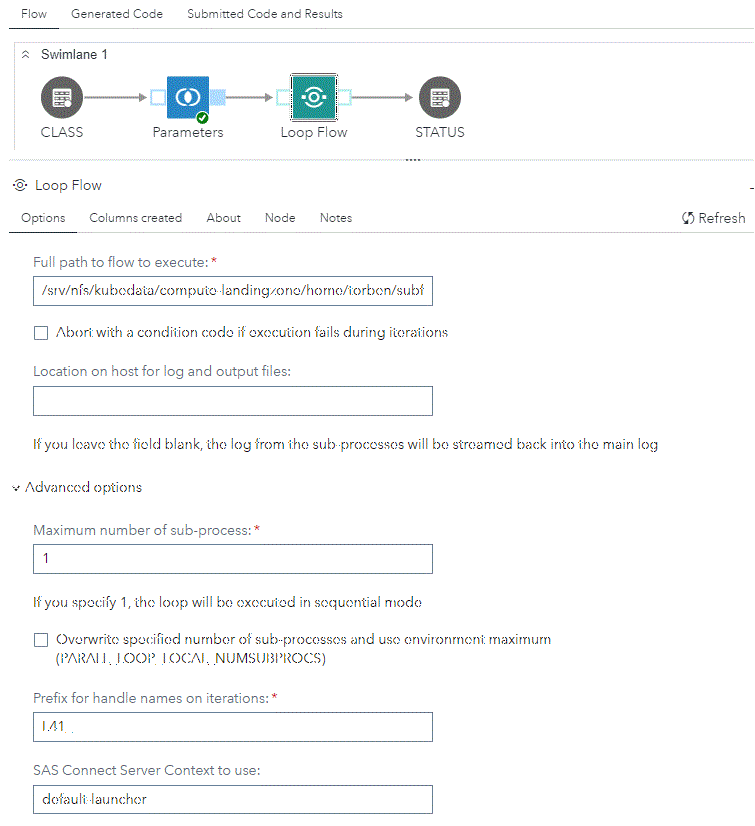 Flow Generated Code Submitted Code and Results
Swimlane 1
CLASS Parameters Loop Flow STATUS
Loop Flow
Options Columns created About Node Notes Refresh
Full path to flow to execute:*
/srv/nfs/kubedata/compute-landingzone/home/torben/subf
Abort with a condition code if execution fails during iterations
Location on host for log and output files:
If you leave the field blank, the log from the sub-processes will be streamed back into the main log
Advanced options
Maximum number of sub-process:*
1
If you specify 1, the loop will be executed in sequential mode
Overwrite specified number of sub-processes and use environment maximum
(PARALL_LOOP_LOCAL_NUMSUBPROCS)
Prefix for handle names on iterations:*
SAS Connect Server Context to use:
default-launcher